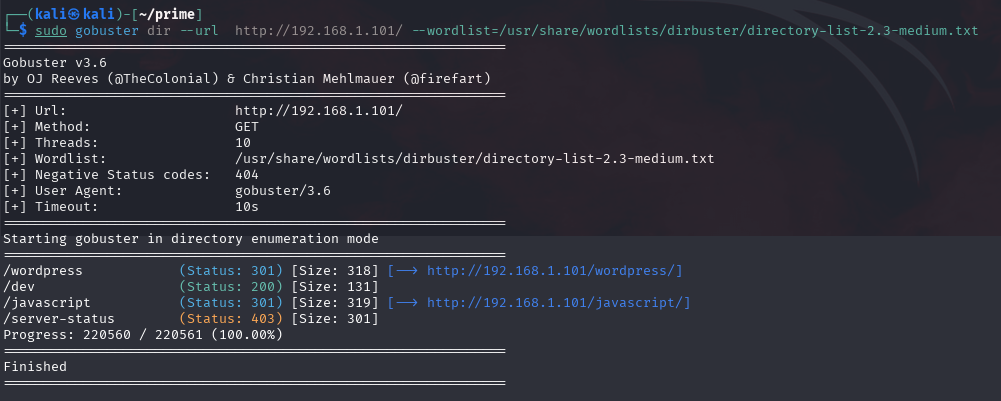 ┌──(kali㉿kali)-[~/prime]
└─$ sudo gobuster dir --url  http://192.168.1.101/ --wordlist=/usr/share/wordlists/dirbuster/directory-list-2.3-medium.txt
===============================================================
Gobuster v3.6
by OJ Reeves (@TheColonial) & Christian Mehlmauer (@firefart)
===============================================================
[+] Url:                     http://192.168.1.101/
[+] Method:                  GET
[+] Threads:                 10
[+] Wordlist:                /usr/share/wordlists/dirbuster/directory-list-2.3-medium.txt
[+] Negative Status codes:   404
[+] User Agent:              gobuster/3.6
[+] Timeout:                 10s
===============================================================
Starting gobuster in directory enumeration mode
===============================================================
/wordpress            (Status: 301) [Size: 318] [--> http://192.168.1.101/wordpress/]
/dev                  (Status: 200) [Size: 131]
/javascript           (Status: 301) [Size: 319] [--> http://192.168.1.101/javascript/]
/server-status        (Status: 403) [Size: 301]
Progress: 220560 / 220561 (100.00%)
===============================================================
Finished
===============================================================